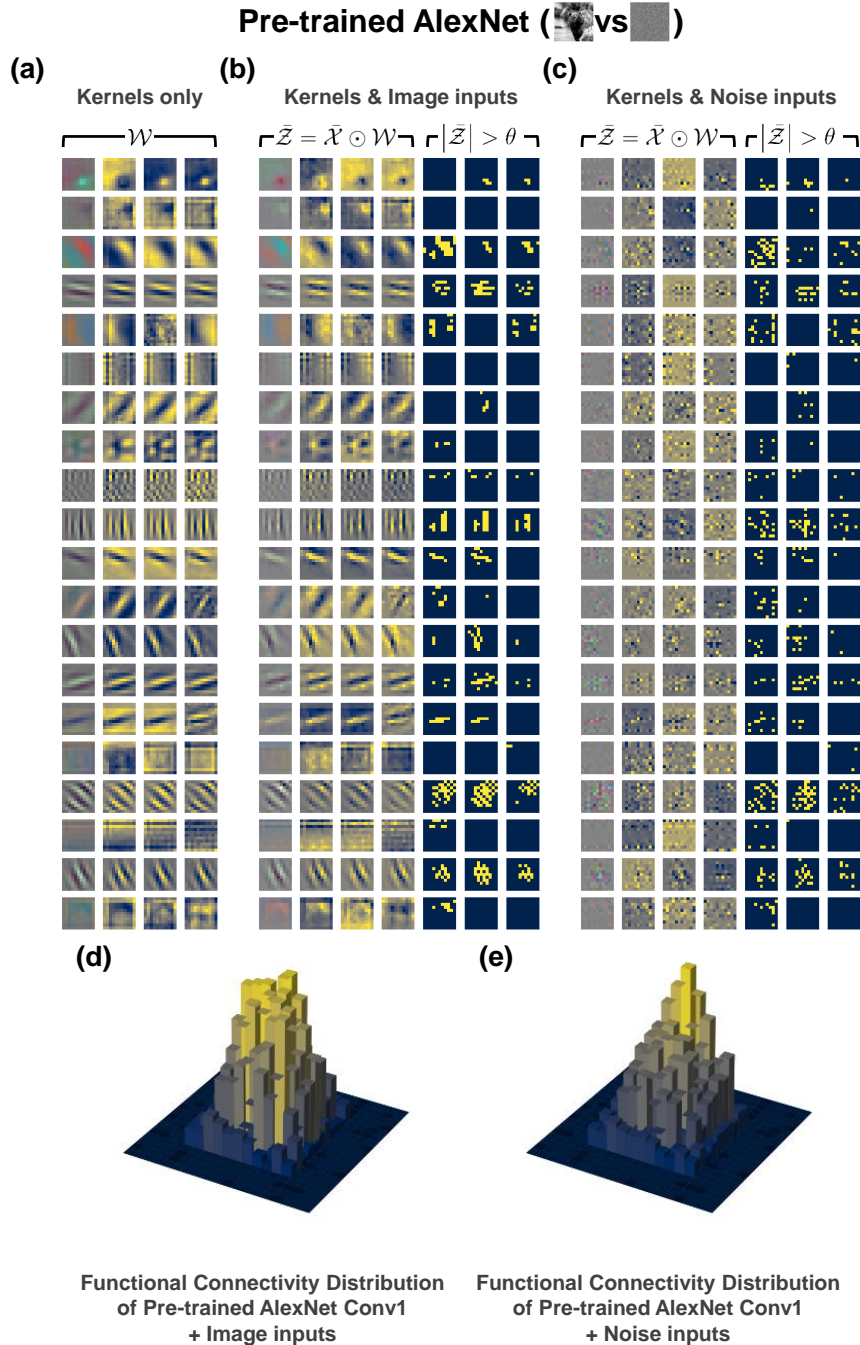 Pre-trained AlexNet ( vs )
(a)
(b)
(c)
Kernels only
Kernels & Image inputs
Kernels & Noise inputs
𝒲
Z̄ = X̄ ⊙ 𝒲
|Z̄| > θ
Z̄ = X̄ ⊙ 𝒲
|Z̄| > θ
(d)
(e)
Functional Connectivity Distribution
of Pre-trained AlexNet Conv1
+ Image inputs
Functional Connectivity Distribution
of Pre-trained AlexNet Conv1
+ Noise inputs